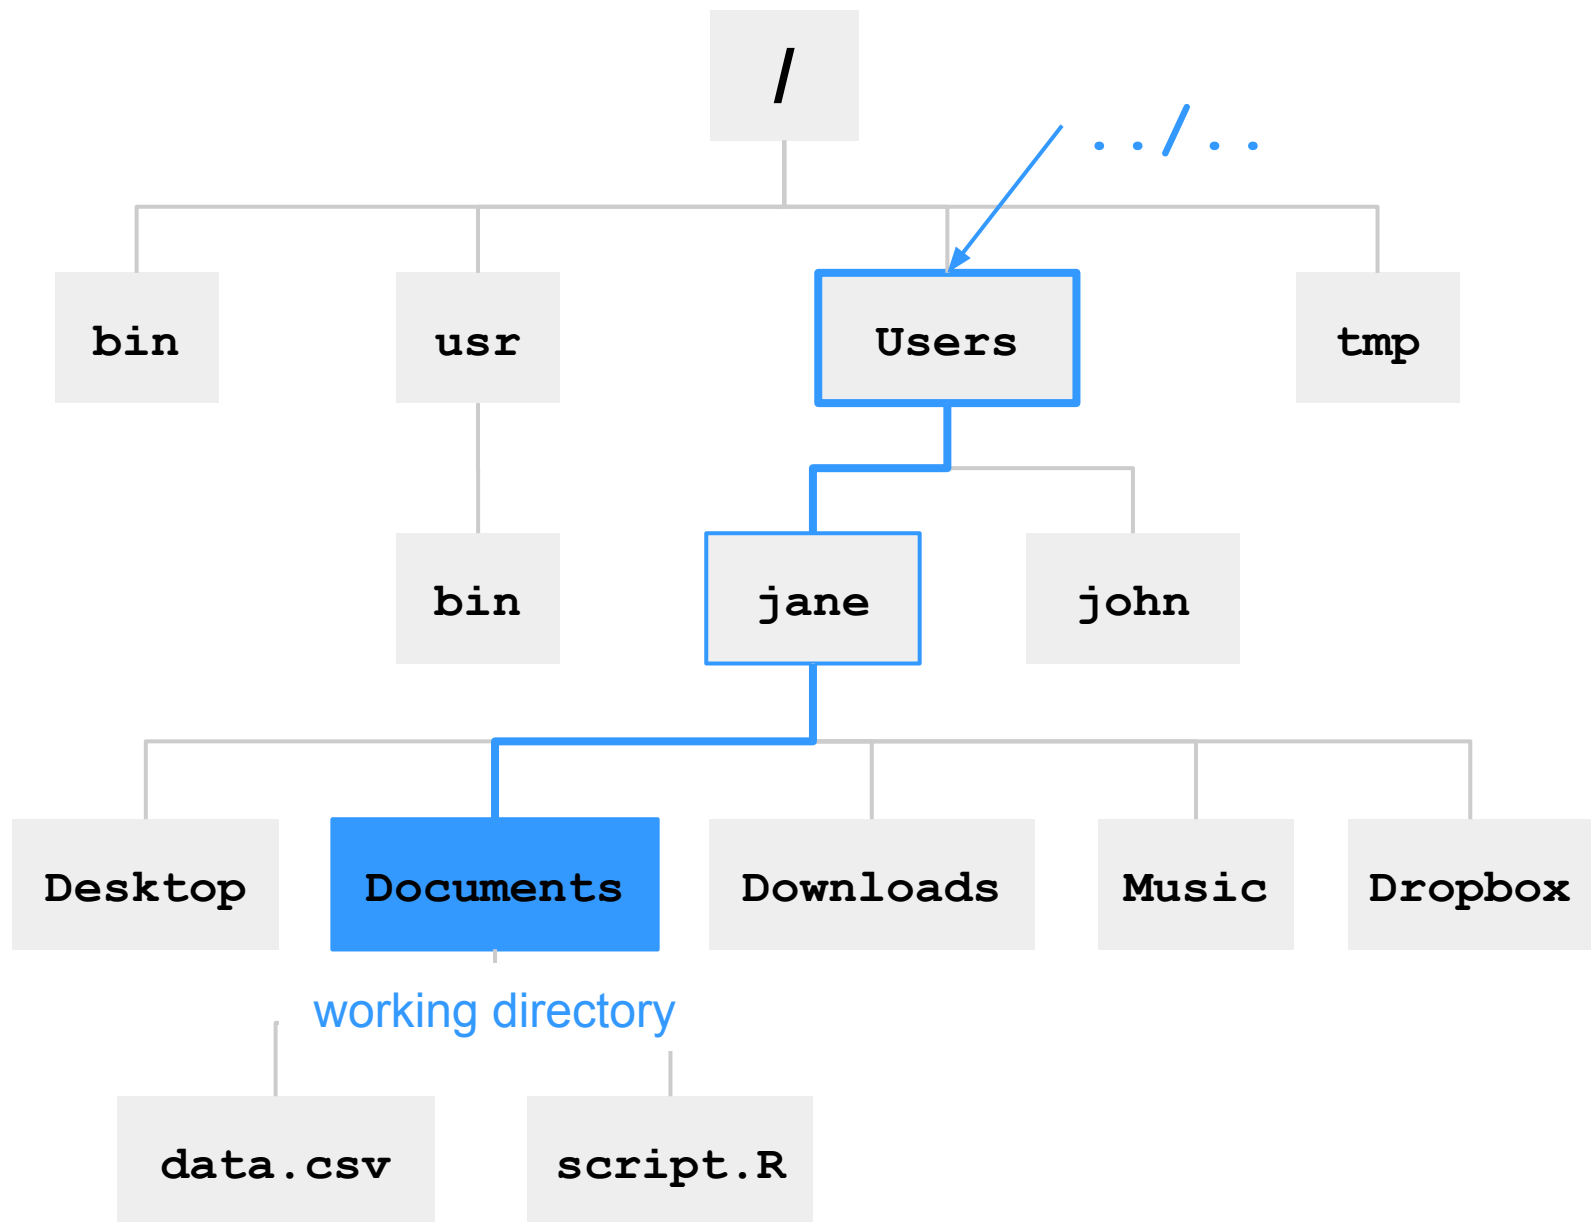 /
../..
bin
usr
Users
tmp
bin
jane
john
Desktop
Documents
Downloads
Music
Dropbox
working directory
data.csv
script.R